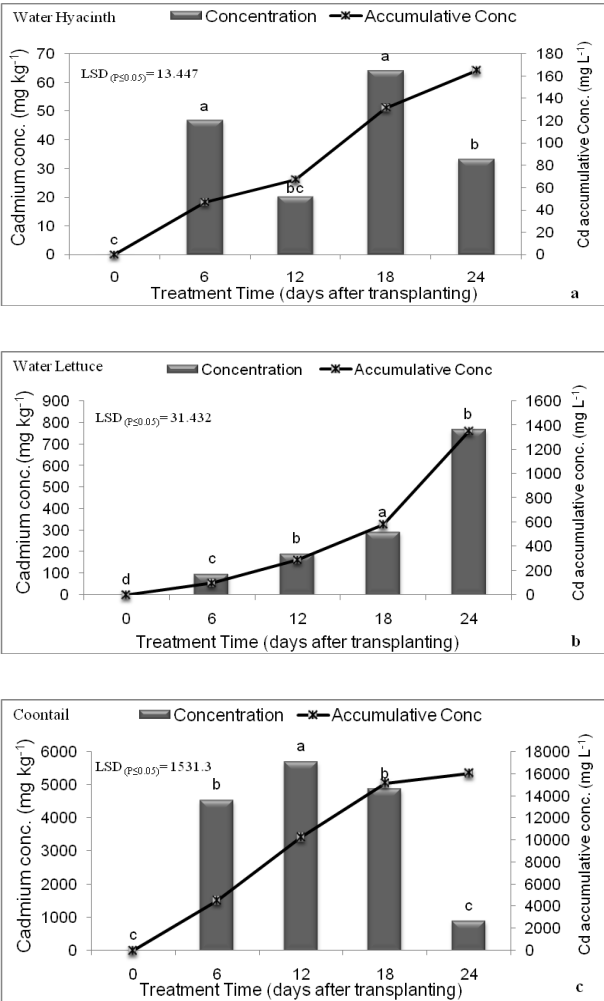 Water Hyacinth Concentration Accumulative Conc
LSD (P≤0.05)= 13.447
Cadmium conc. (mg kg-1)
70
60
50
40
30
20
10
0
c a bc a b
180
160
140
120
100
80
60
40
20
0
Cd accumulative Conc. (mg L-1)
0 6 12 18 24
Treatment Time (days after transplanting) a
Water Lettuce Concentration Accumulative Conc
LSD (P≤0.05)= 31.432
Cadmium conc.(mg kg-1)
900
800
700
600
500
400
300
200
100
0
d c b a b
1600
1400
1200
1000
800
600
400
200
0
Cd accumulative conc. (mg L-1)
0 6 12 18 24
Treatment Time (days after transplanting) b
Coontail Concentration Accumulative Conc
LSD (P≤0.05)= 1531.3
Cadmium conc. (mg kg-1)
6000
5000
4000
3000
2000
1000
0
c b a b c
18000
16000
14000
12000
10000
8000
6000
4000
2000
0
Cd accumulative conc. (mg L-1)
0 6 12 18 24
Treatment Time (days after transplanting) c